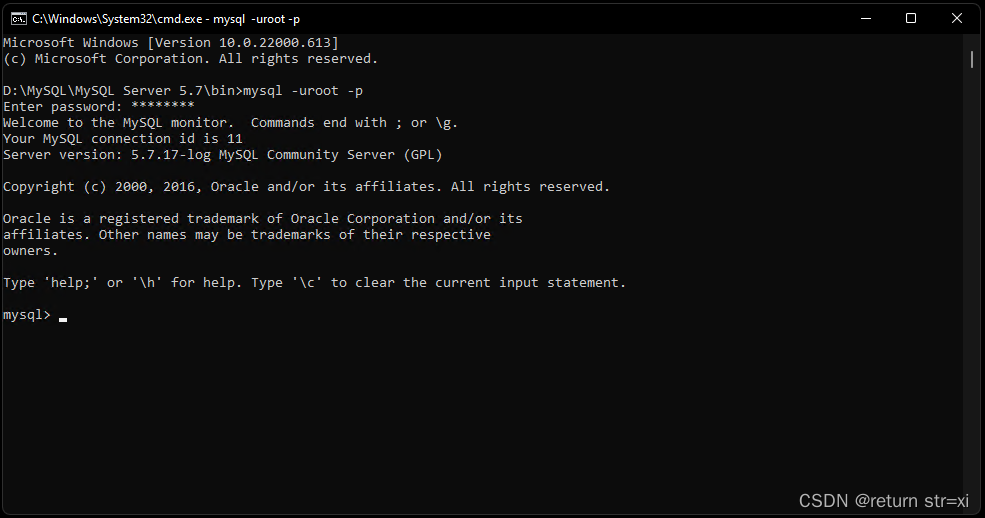 C:\Windows\System32\cmd.exe - mysql  -uroot -p
Microsoft Windows [Version 10.0.22000.613]
(c) Microsoft Corporation. All rights reserved.
D:\MySQL\MySQL Server 5.7\bin>mysql -uroot -p
Enter password: ********
Welcome to the MySQL monitor.  Commands end with ; or \g.
Your MySQL connection id is 11
Server version: 5.7.17-log MySQL Community Server (GPL)
Copyright (c) 2000, 2016, Oracle and/or its affiliates. All rights reserved.
Oracle is a registered trademark of Oracle Corporation and/or its
affiliates. Other names may be trademarks of their respective
owners.
Type 'help;' or '\h' for help. Type '\c' to clear the current input statement.
mysql>
CSDN @return str=xi